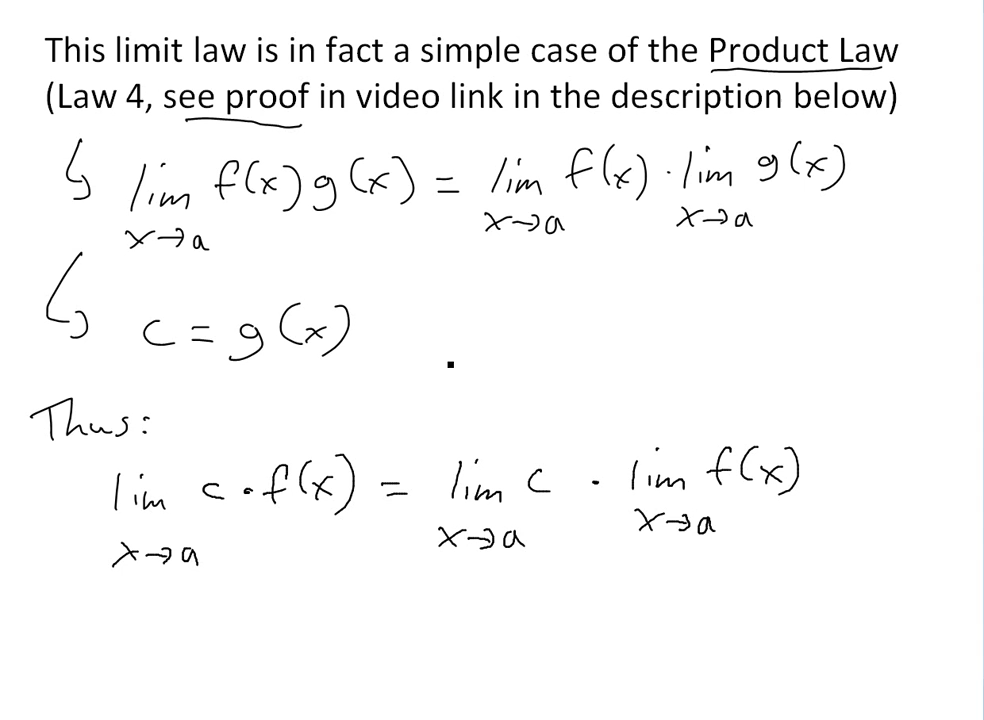 This limit law is in fact a simple case of the Product Law
(Law 4, see proof in video link in the description below)
lim f(x) g(x) = lim f(x) · lim g(x)
x→a x→a x→a
c = g(x)
Thus:
lim c · f(x) = lim c · lim f(x)
x→a x→a x→a